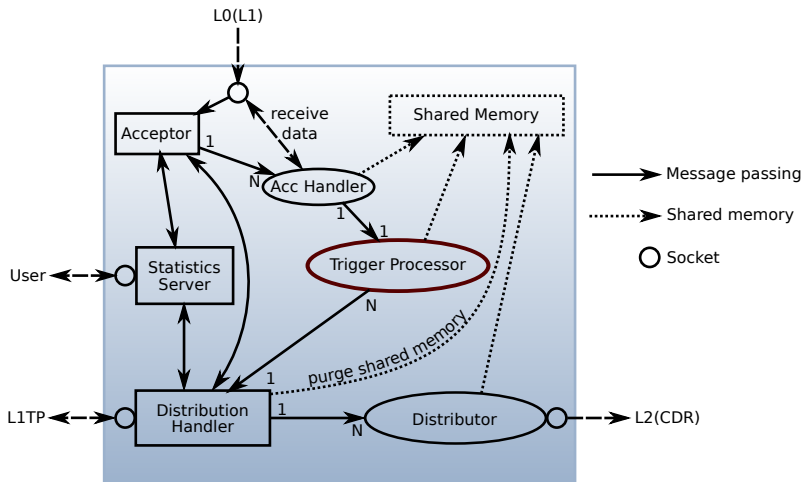 L0(L1)
receive
data
Shared Memory
Acceptor
1
N
Acc Handler
Message passing
1
1
Shared memory
Socket
User
Statistics
Server
Trigger Processor
N
purge shared memory
1
L1TP
Distribution
Handler
1
N
Distributor
L2(CDR)